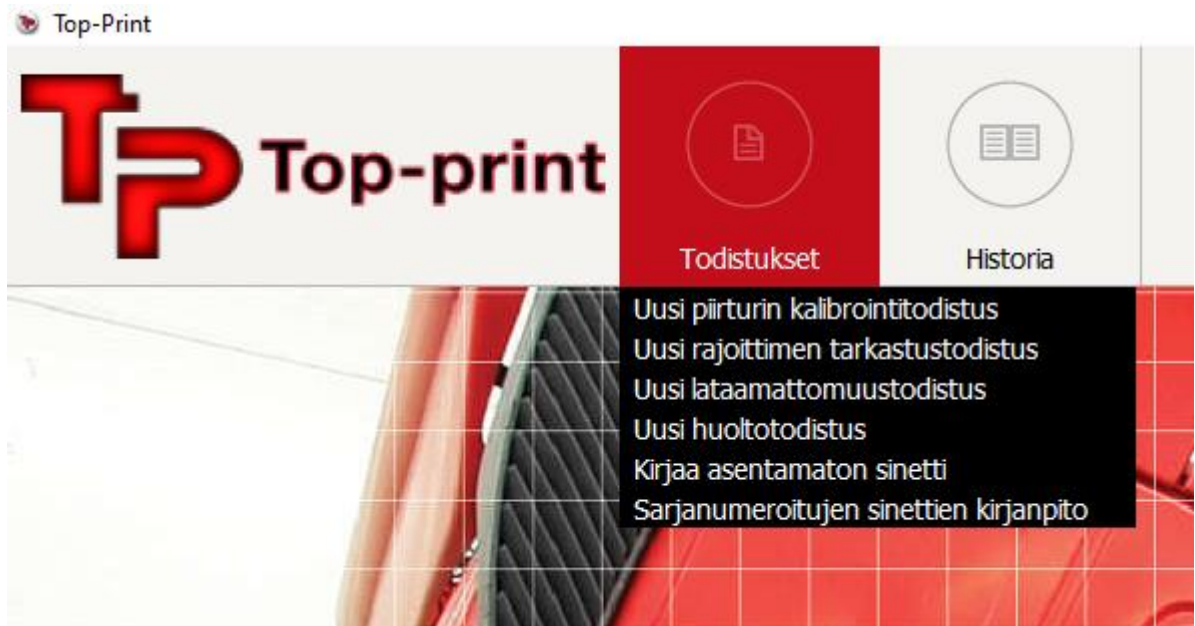 Top-Print
TP Top-print
Todistukset
Historia
Uusi piirturin kalibrointitodistus
Uusi rajoittimen tarkastustodistus
Uusi lataamattomuustodistus
Uusi huoltotodistus
Kirjaa asentamaton sinetti
Sarjanumeroitujen sinettien kirjanpito